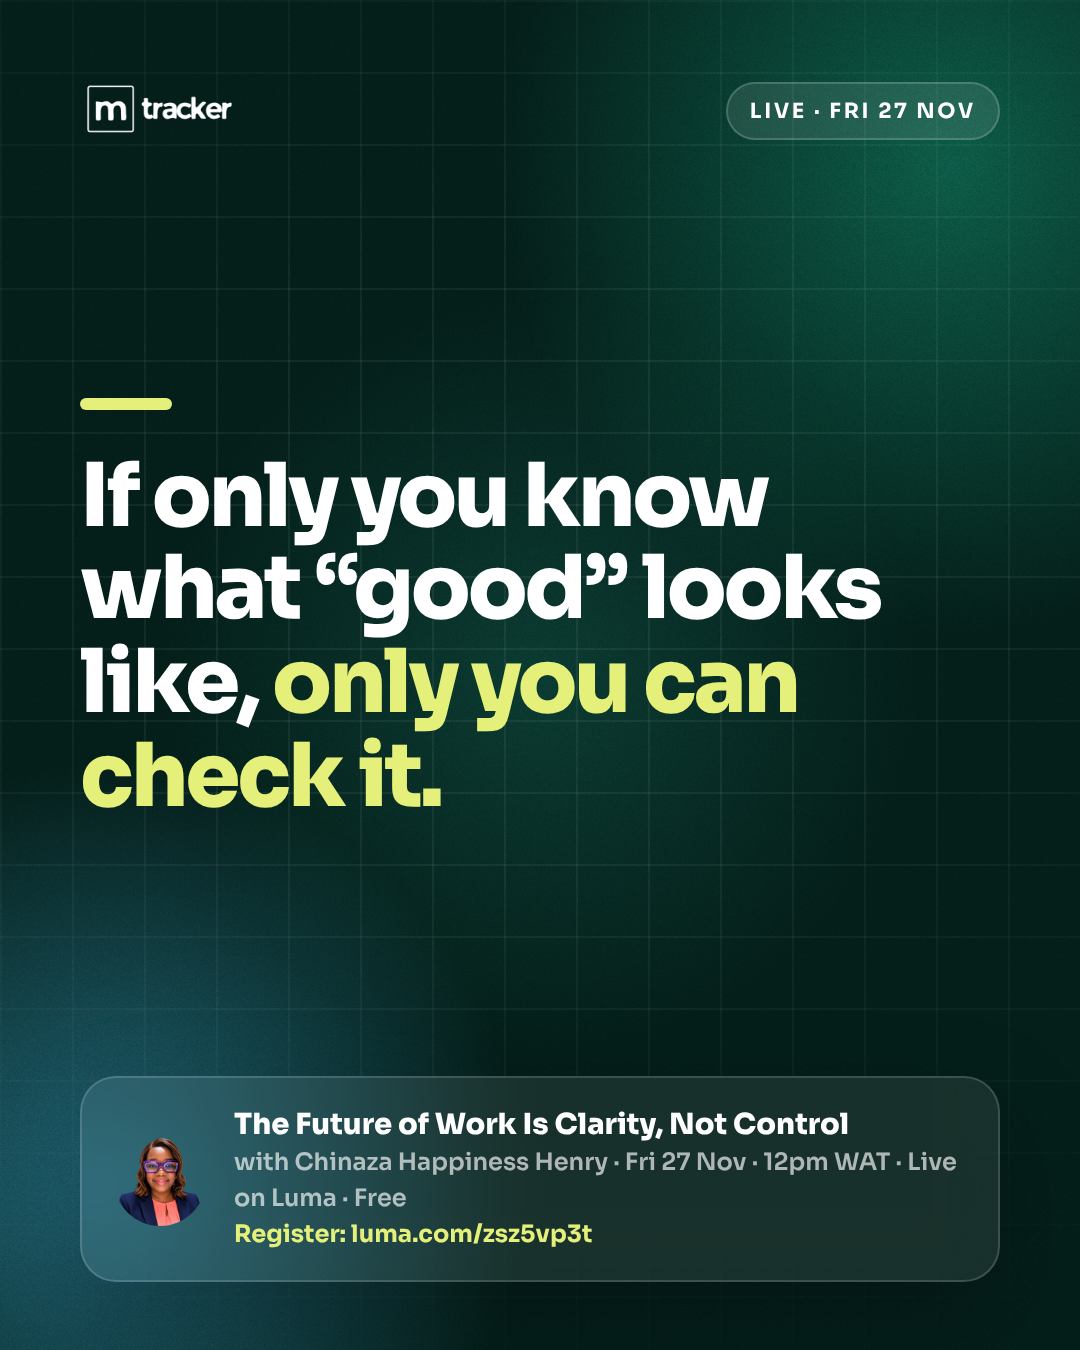 m tracker
LIVE · FRI 27 NOV
If only you know
what “good” looks
like, only you can
check it.
The Future of Work Is Clarity, Not Control
with Chinaza Happiness Henry · Fri 27 Nov · 12pm WAT · Live
on Luma · Free
Register: luma.com/zsz5vp3t